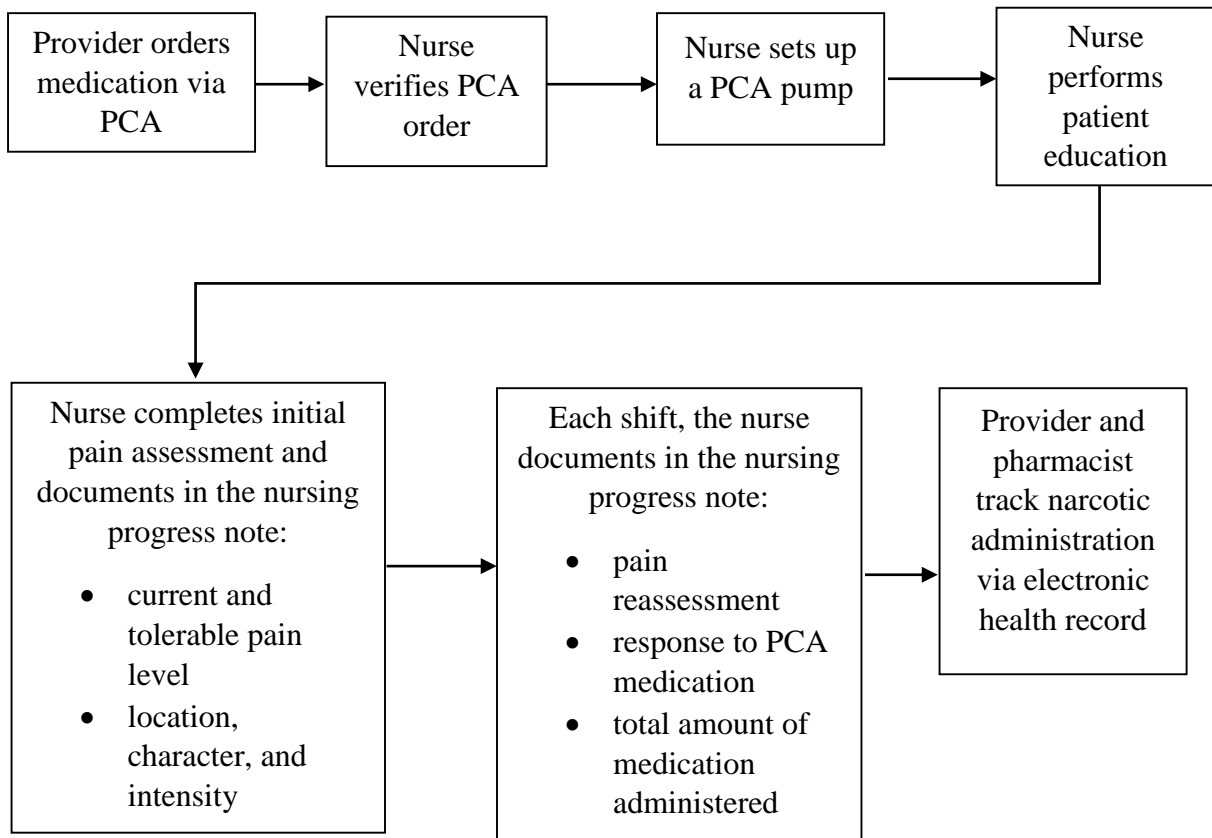 Provider orders
medication via
PCA
Nurse
verifies PCA
order
Nurse sets up
a PCA pump
Nurse
performs
patient
education
Nurse completes initial
pain assessment and
documents in the nursing
progress note:
• current and
tolerable pain
level
• location,
character, and
intensity
Each shift, the nurse
documents in the nursing
progress note:
• pain
reassessment
• response to PCA
medication
• total amount of
medication
administered
Provider and
pharmacist
track narcotic
administration
via electronic
health record